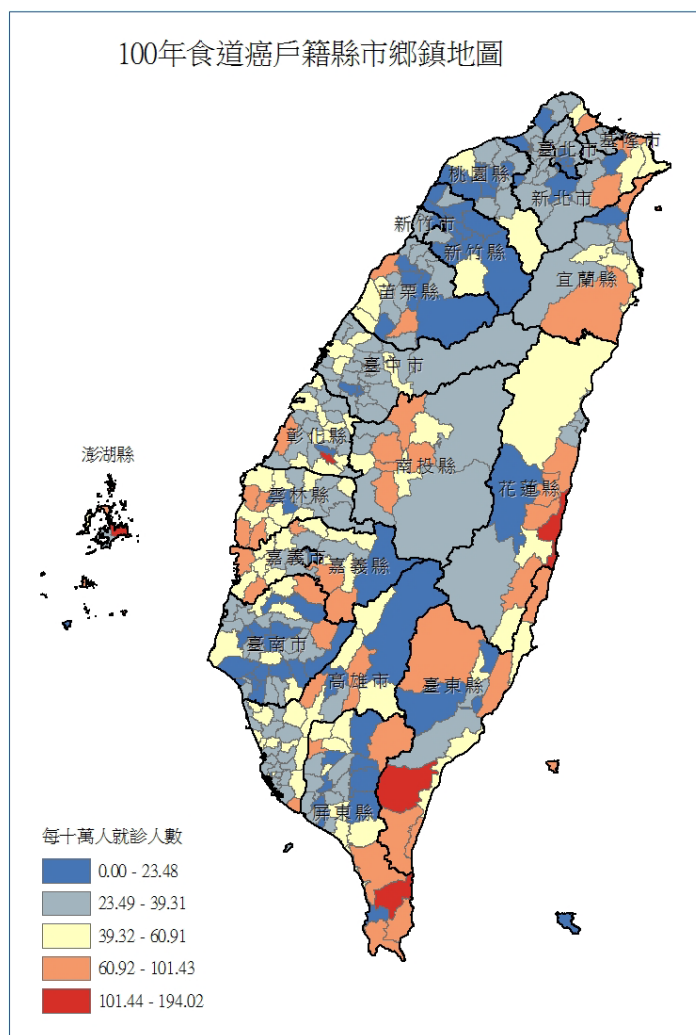 100年食道癌戶籍縣市鄉鎮地圖
基隆市
臺北市
桃園縣
新北市
新竹市
新竹縣
宜蘭縣
苗栗縣
臺中市
彰化縣
南投縣
澎湖縣
花蓮縣
雲林縣
嘉義市
嘉義縣
臺南市
高雄市
臺東縣
屏東縣
每十萬人就診人數
0.00 - 23.48
23.49 - 39.31
39.32 - 60.91
60.92 - 101.43
101.44 - 194.02